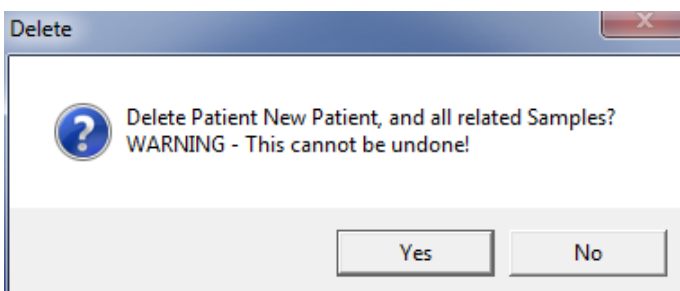 Delete
Delete Patient New Patient, and all related Samples?
WARNING - This cannot be undone!
Yes
No